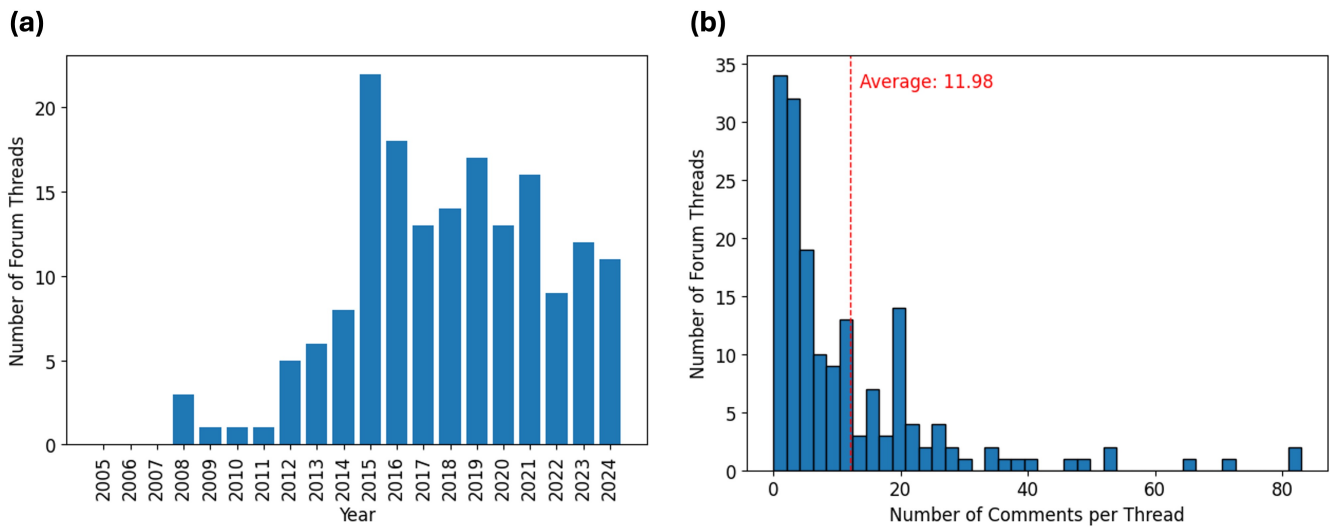 (a)
Number of Forum Threads
20
15
10
5
0
2005 2006 2007 2008 2009 2010 2011 2012 2013 2014 2015 2016 2017 2018 2019 2020 2021 2022 2023 2024
Year
(b)
Number of Forum Threads
35
30
25
20
15
10
5
0
Average: 11.98
0 20 40 60 80
Number of Comments per Thread